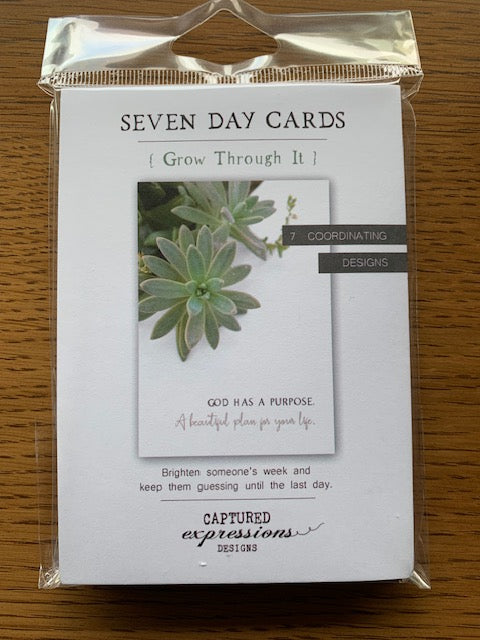 SEVEN DAY CARDS
{ Grow Through It }
7 COORDINATING
DESIGNS
GOD HAS A PURPOSE.
A beautiful plan for your life.
Brighten someone's week and
keep them guessing until the last day.
CAPTURED
expressions
DESIGNS